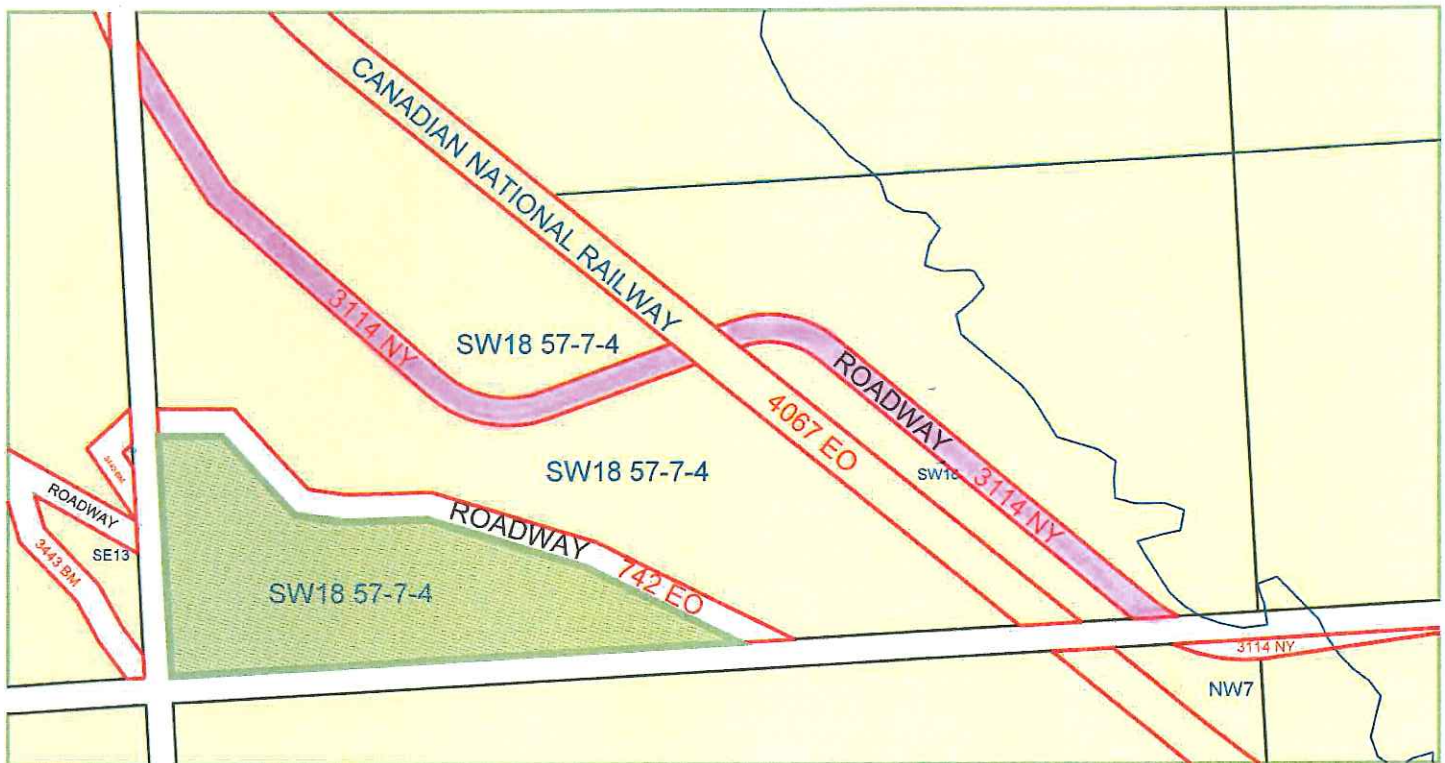 CANADIAN NATIONAL RAILWAY
3114 NY
SW18 57-7-4
ROADWAY
4067 EO
SW18 57-7-4
3114 NY
ROADWAY
ROADWAY
SE13
742 EO
3443 BM
SW18 57-7-4
3114 NY
NW7